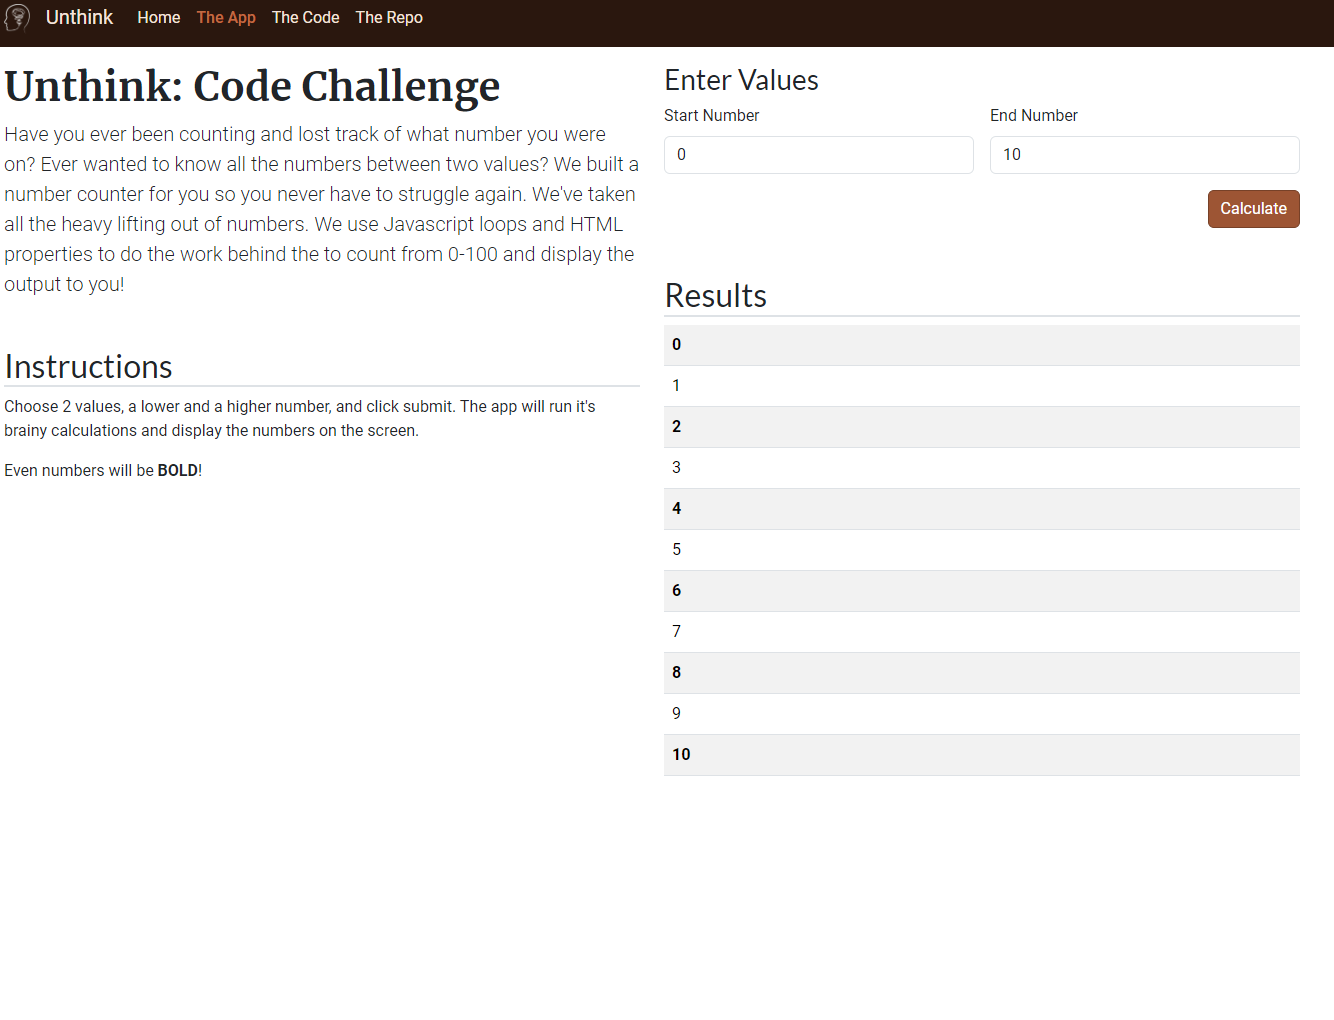 Unthink Home The App The Code The Repo
Unthink: Code Challenge
Have you ever been counting and lost track of what number you were
on? Ever wanted to know all the numbers between two values? We built a
number counter for you so you never have to struggle again. We've taken
all the heavy lifting out of numbers. We use Javascript loops and HTML
properties to do the work behind the to count from 0-100 and display the
output to you!
Instructions
Choose 2 values, a lower and a higher number, and click submit. The app will run it's
brainy calculations and display the numbers on the screen.
Even numbers will be BOLD!
Enter Values
Start Number End Number
0 10
Calculate
Results
0
1
2
3
4
5
6
7
8
9
10